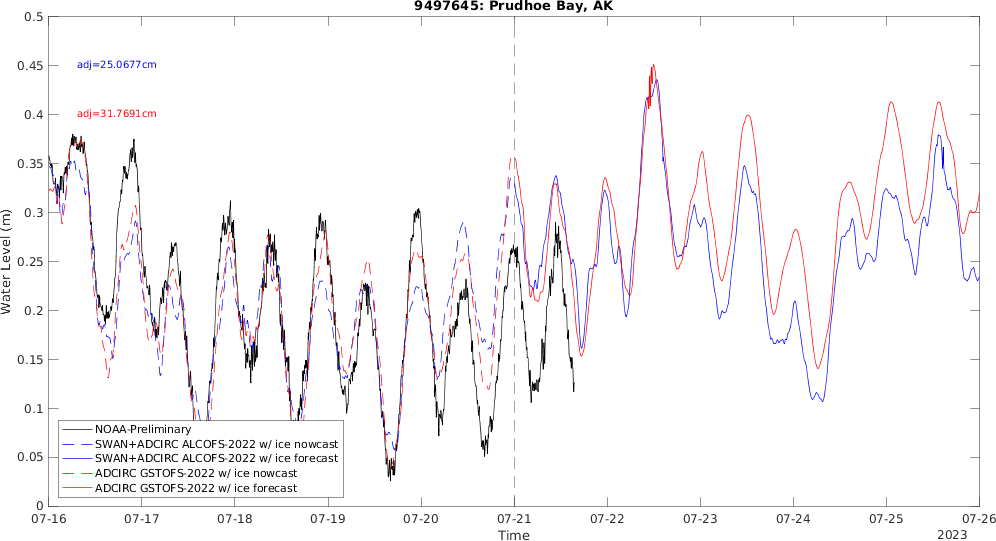 9497645: Prudhoe Bay, AK
0.5
0.45
0.4
0.35
0.3
0.25
0.2
0.15
0.1
0.05
0
Water Level (m)
adj=25.0677cm
adj=31.7691cm
NOAA-Preliminary
SWAN+ADCIRC ALCOFS-2022 w/ ice nowcast
SWAN+ADCIRC ALCOFS-2022 w/ ice forecast
ADCIRC GSTOFS-2022 w/ ice nowcast
ADCIRC GSTOFS-2022 w/ ice forecast
07-16 07-17 07-18 07-19 07-20 07-21 07-22 07-23 07-24 07-25 07-26
Time
2023